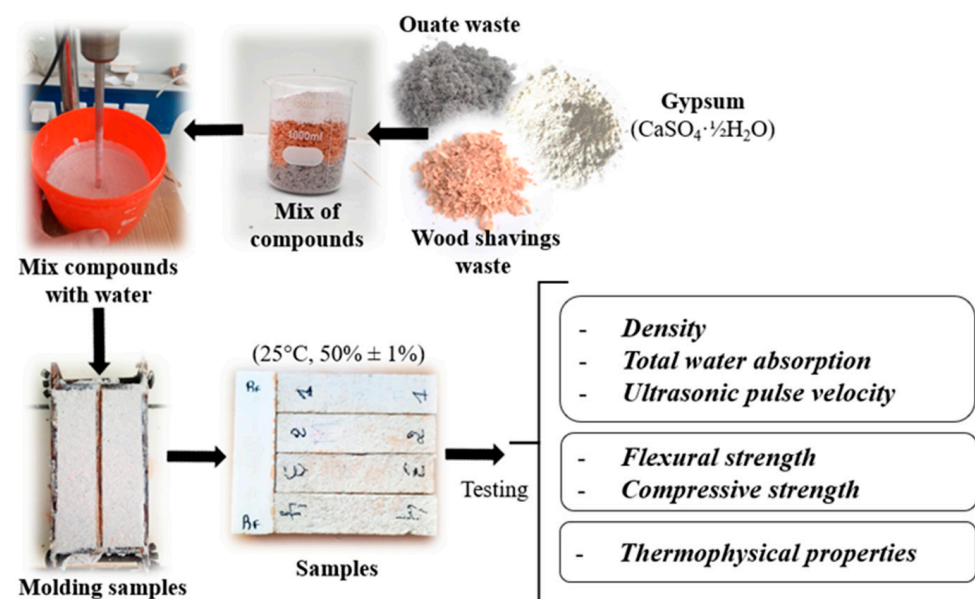 Ouate waste
Gypsum
(CaSO₄·½H₂O)
1000ml
Mix of
compounds
Wood shavings
waste
Mix compounds
with water
(25°C, 50% ± 1%)
Molding samples
Samples
Testing
- Density
- Total water absorption
- Ultrasonic pulse velocity
- Flexural strength
- Compressive strength
- Thermophysical properties